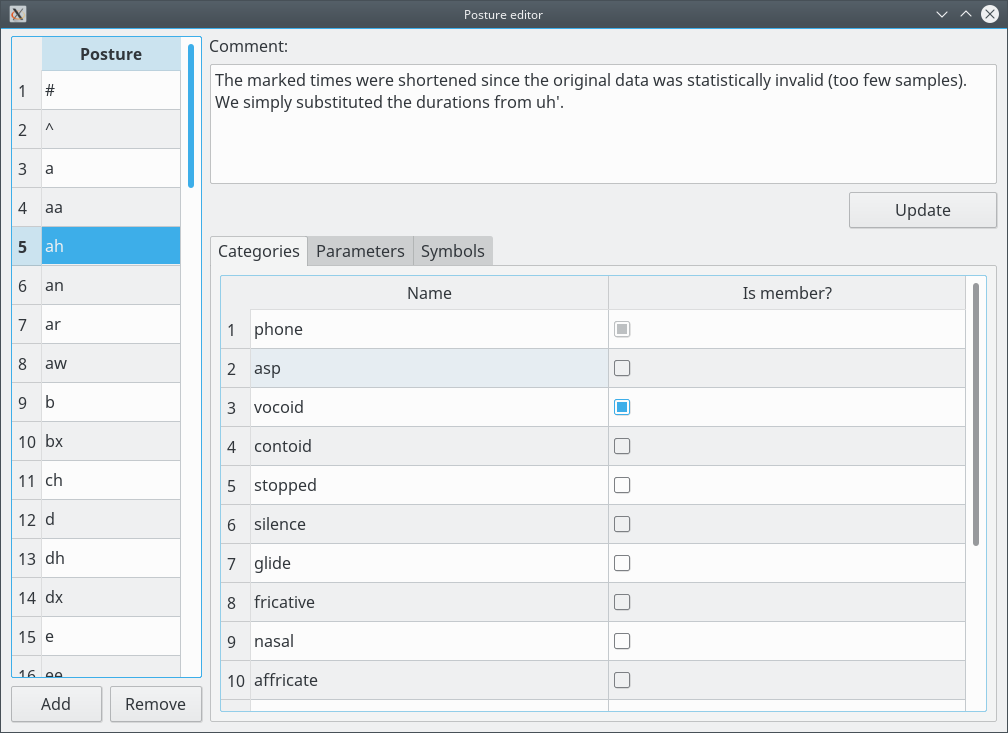 Posture editor
Posture
1 #
2 ^
3 a
4 aa
5 ah
6 an
7 ar
8 aw
9 b
10 bx
11 ch
12 d
13 dh
14 dx
15 e
16 ee
Add Remove
Comment:
The marked times were shortened since the original data was statistically invalid (too few samples).
We simply substituted the durations from uh'.
Update
Categories Parameters Symbols
Name Is member?
1 phone
2 asp
3 vocoid
4 contoid
5 stopped
6 silence
7 glide
8 fricative
9 nasal
10 affricate